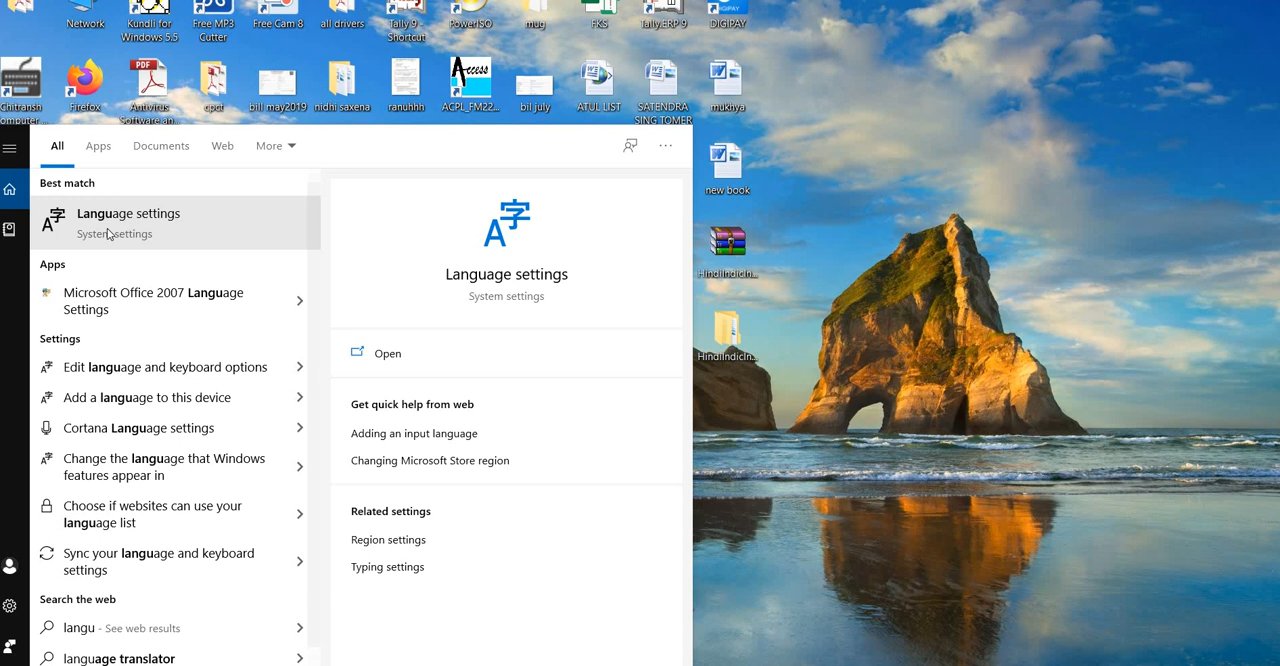 Network
Kundli for
Windows 5.5
Free MP3
Cutter
Free Cam 8
all drivers
Tally 9 -
Shortcut
PowerISO
mug
FKS
Tally.ERP 9
DIGIPAY
DIGIPAY
Chitransh
omputer ...
Firefox
PDF
Antivirus
Software an...
cpct
bill may2019
nidhi saxena
ranuhhh
Access
ACPL_FM22...
bil july
ATUL LIST
SATENDRA
SING TOMER
mukhya
new book
HindiIndicIn...
HindiIndicIn...
All
Apps
Documents
Web
More
Best match
Language settings
System settings
Apps
Microsoft Office 2007 Language
Settings
Settings
Edit language and keyboard options
Add a language to this device
Cortana Language settings
Change the language that Windows
features appear in
Choose if websites can use your
language list
Sync your language and keyboard
settings
Search the web
langu - See web results
language translator
A字
Language settings
System settings
Open
Get quick help from web
Adding an input language
Changing Microsoft Store region
Related settings
Region settings
Typing settings